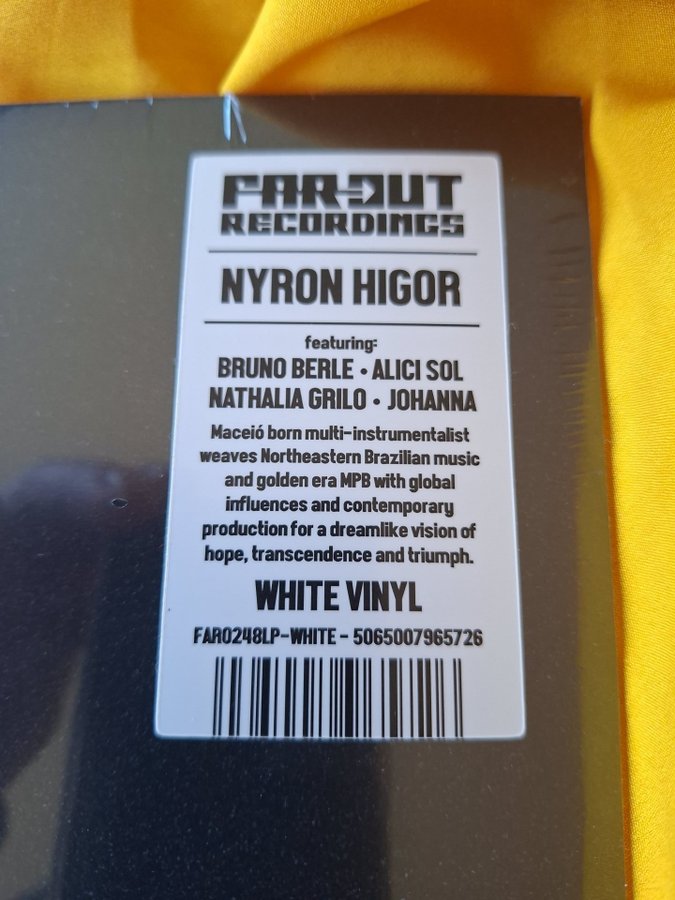 FAR-OUT
RECORDINGS
NYRON HIGOR
featuring:
BRUNO BERLE • ALICI SOL
NATHALIA GRILO • JOHANNA
Maceió born multi-instrumentalist
weaves Northeastern Brazilian music
and golden era MPB with global
influences and contemporary
production for a dreamlike vision of
hope, transcendence and triumph.
WHITE VINYL
FARO248LP-WHITE - 5065007965726